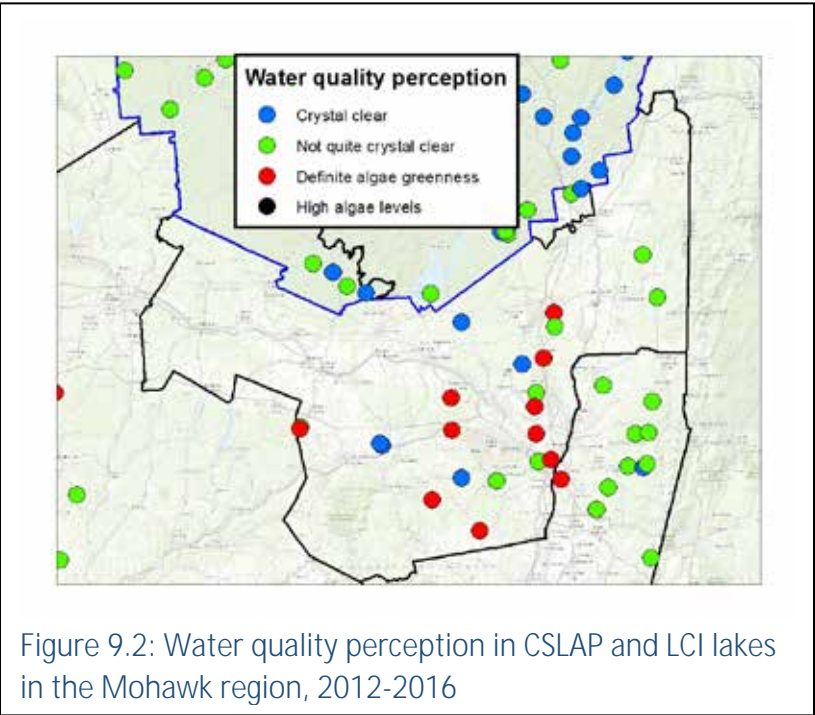 Water quality perception
Crystal clear
Not quite crystal clear
Definite algae greenness
High algae levels
Figure 9.2: Water quality perception in CSLAP and LCI lakes
in the Mohawk region, 2012-2016